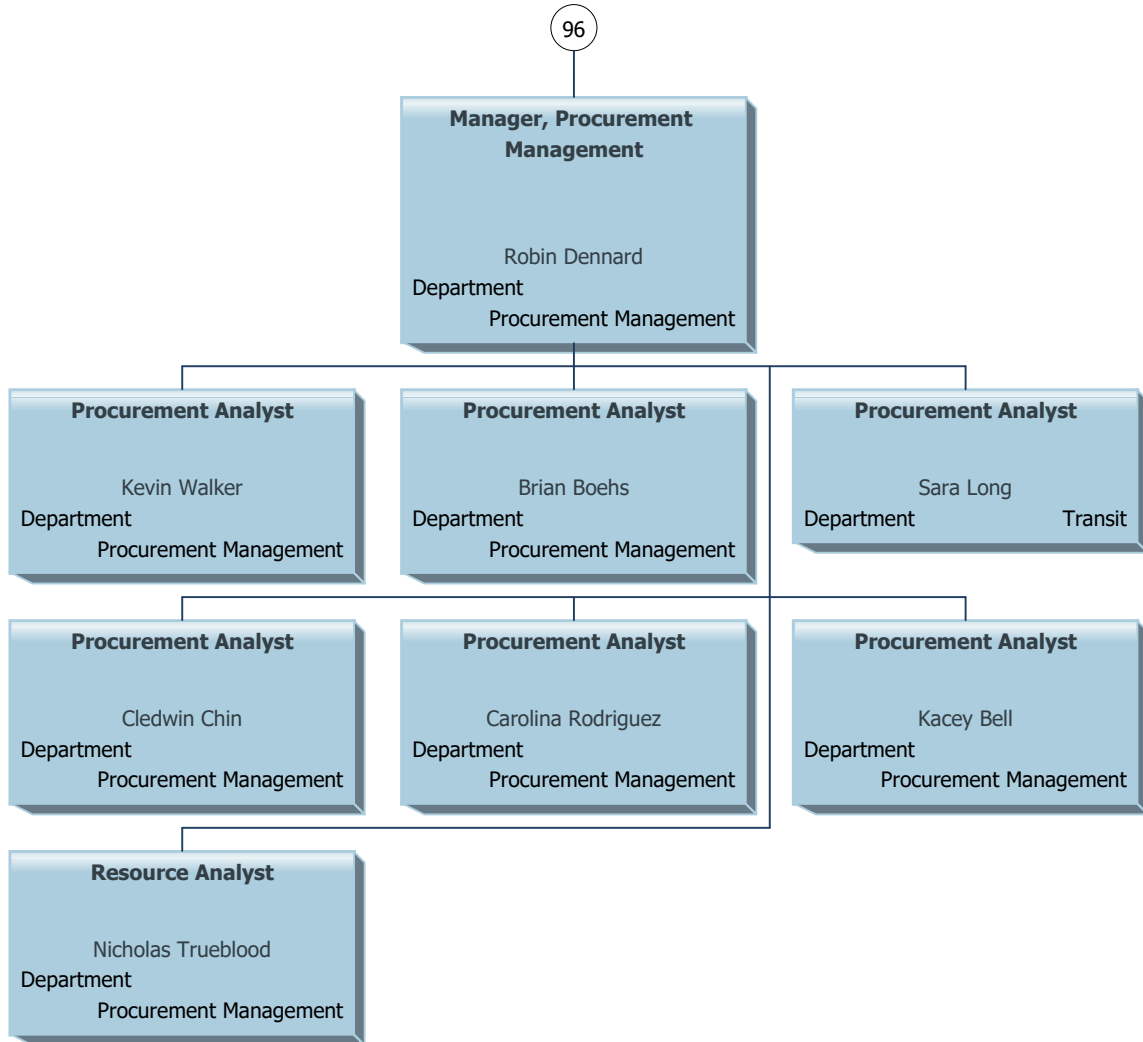 96
Manager, Procurement
Management
Robin Dennard
Department
Procurement Management
Procurement Analyst
Kevin Walker
Department
Procurement Management
Procurement Analyst
Brian Boehs
Department
Procurement Management
Procurement Analyst
Sara Long
Department Transit
Procurement Analyst
Cledwin Chin
Department
Procurement Management
Procurement Analyst
Carolina Rodriguez
Department
Procurement Management
Procurement Analyst
Kacey Bell
Department
Procurement Management
Resource Analyst
Nicholas Trueblood
Department
Procurement Management